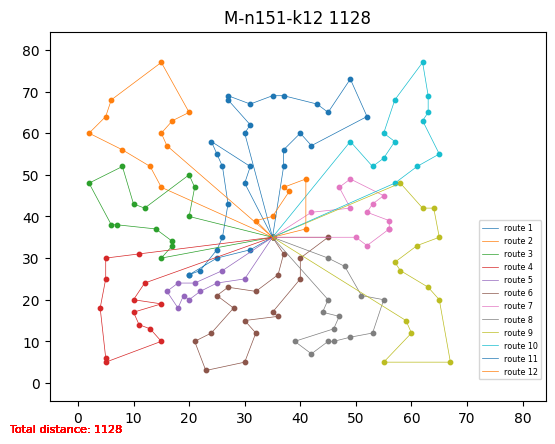 M-n151-k12 1128
80
70
60
50
40
30
20
10
0
0 10 20 30 40 50 60 70 80
route 1
route 2
route 3
route 4
route 5
route 6
route 7
route 8
route 9
route 10
route 11
route 12
Total distance: 1128